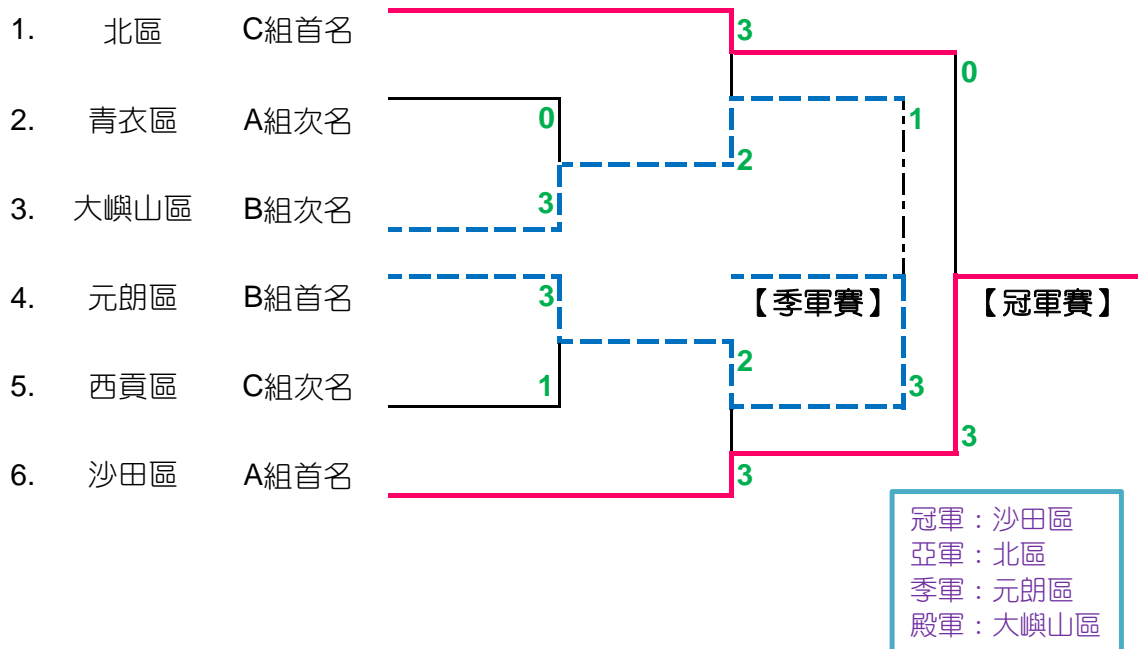 1. 北區 C組首名 3
0
2. 青衣區 A組次名 0 1
2
3. 大嶼山區 B組次名 3
4. 元朗區 B組首名 3 【季軍賽】 【冠軍賽】
2
5. 西貢區 C組次名 1 3
3
6. 沙田區 A組首名 3
冠軍：沙田區
亞軍：北區
季軍：元朗區
殿軍：大嶼山區